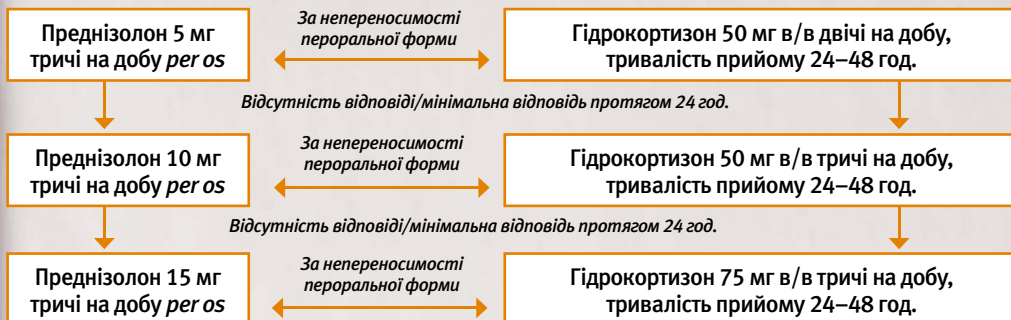 Преднізолон 5 мг
тричі на добу per os
За непереносимості
пероральної форми
Гідрокортизон 50 мг в/в двічі на добу,
тривалість прийому 24–48 год.
Відсутність відповіді/мінімальна відповідь протягом 24 год.
Преднізолон 10 мг
тричі на добу per os
За непереносимості
пероральної форми
Гідрокортизон 50 мг в/в тричі на добу,
тривалість прийому 24–48 год.
Відсутність відповіді/мінімальна відповідь протягом 24 год.
Преднізолон 15 мг
тричі на добу per os
За непереносимості
пероральної форми
Гідрокортизон 75 мг в/в тричі на добу,
тривалість прийому 24–48 год.